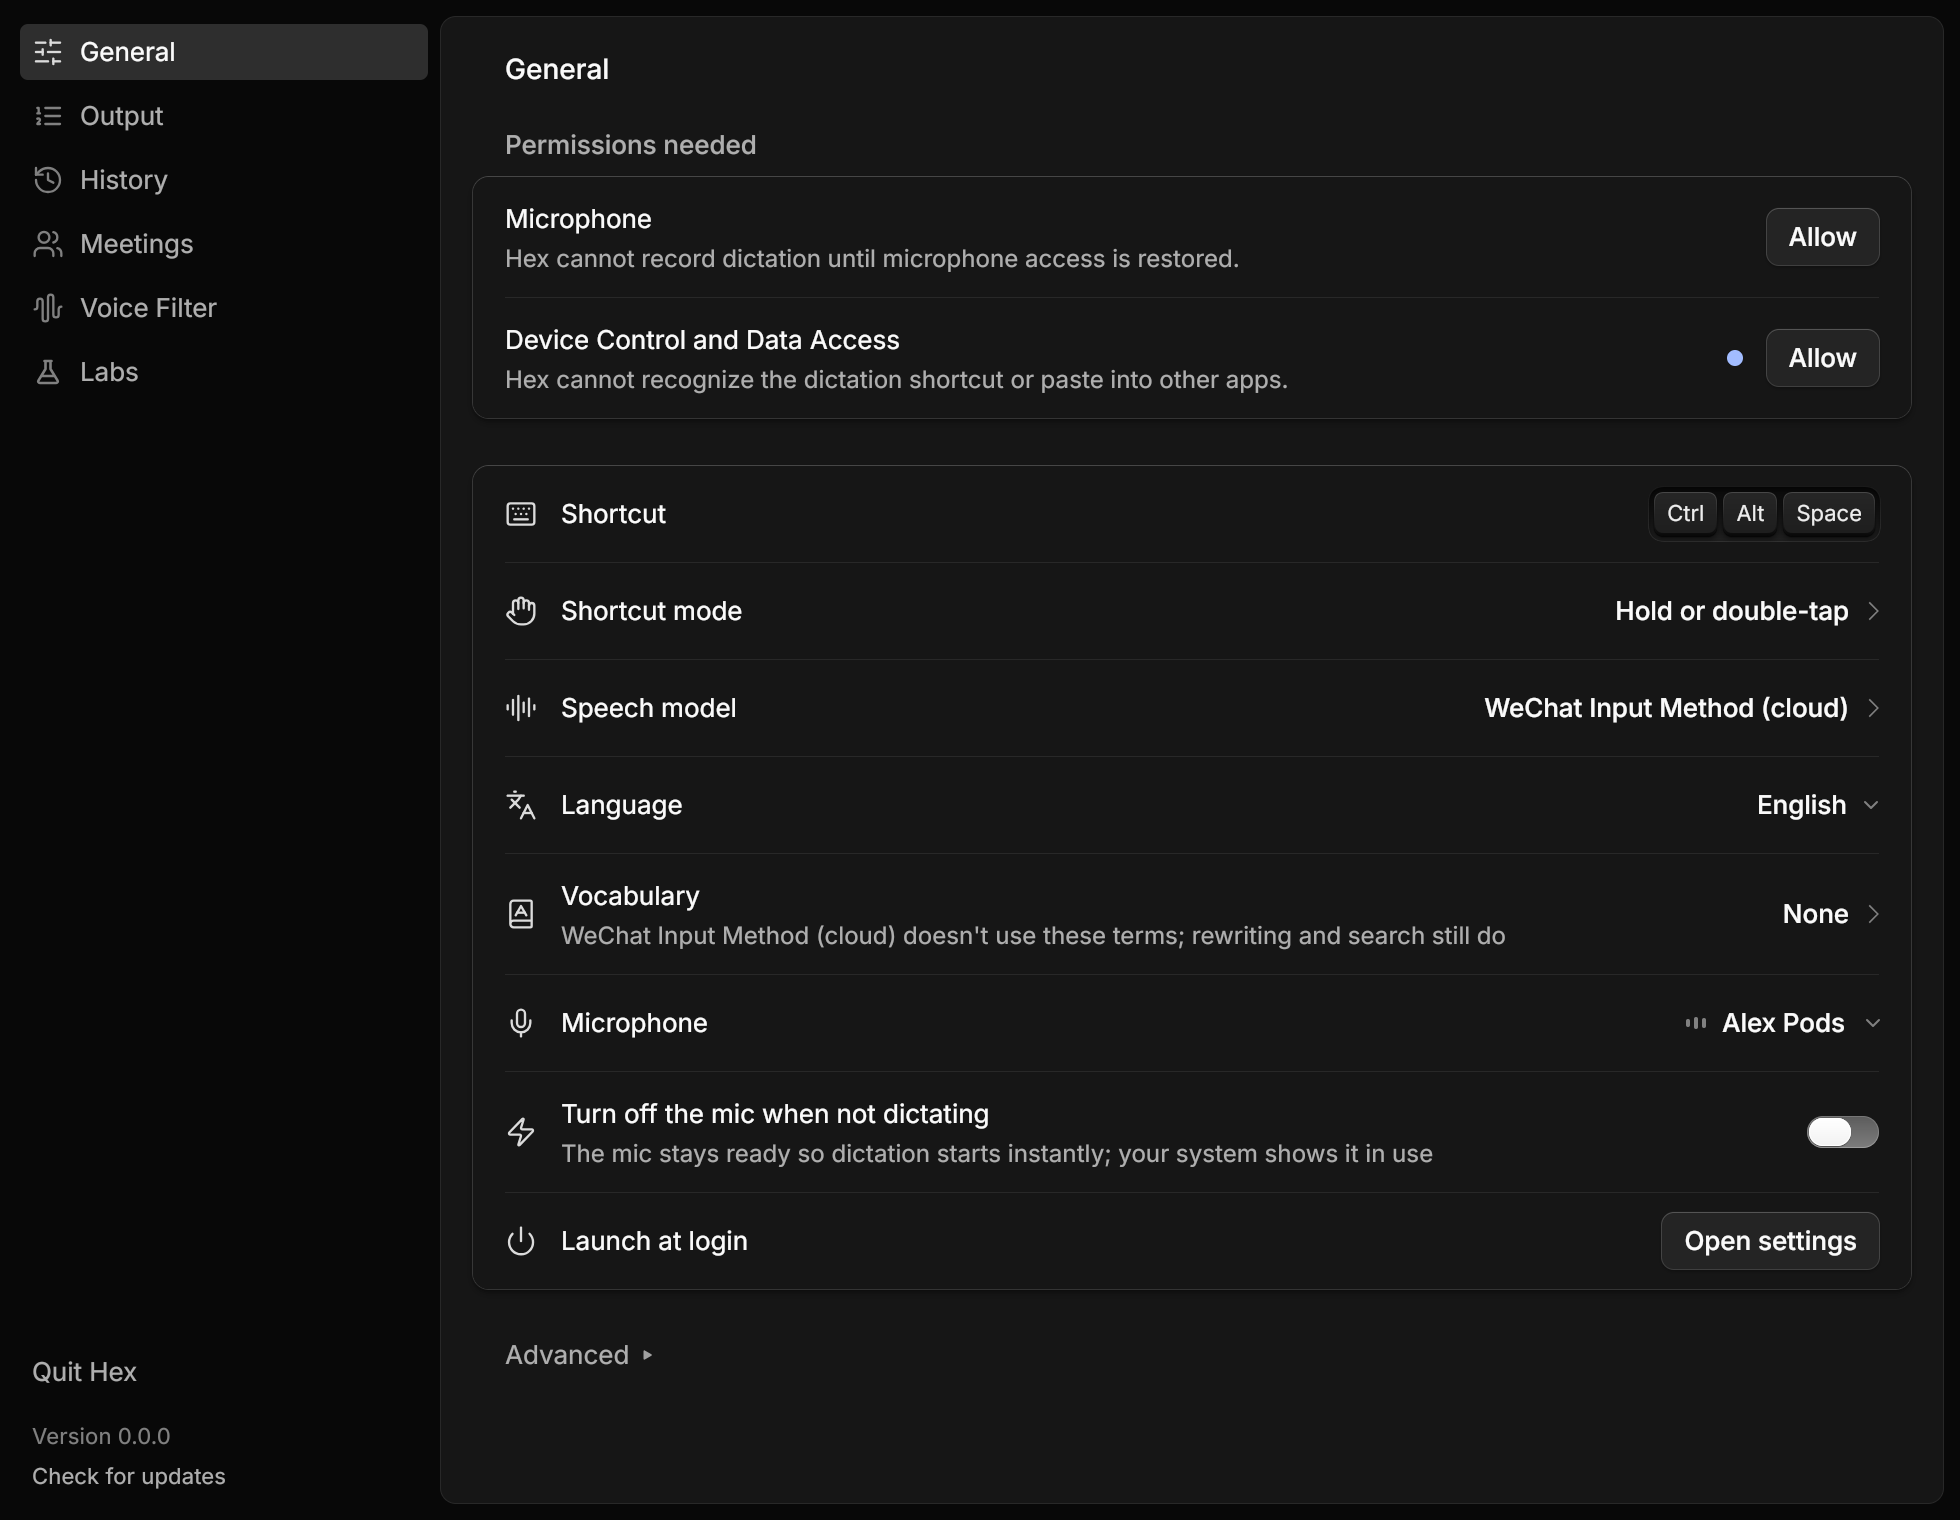 General
Output
History
Meetings
Voice Filter
Labs
Quit Hex
Version 0.0.0
Check for updates
General
Permissions needed
Microphone
Hex cannot record dictation until microphone access is restored.
Allow
Device Control and Data Access
Hex cannot recognize the dictation shortcut or paste into other apps.
Allow
Shortcut
Ctrl Alt Space
Shortcut mode
Hold or double-tap
Speech model
WeChat Input Method (cloud)
Language
English
Vocabulary
WeChat Input Method (cloud) doesn't use these terms; rewriting and search still do
None
Microphone
Alex Pods
Turn off the mic when not dictating
The mic stays ready so dictation starts instantly; your system shows it in use
Launch at login
Open settings
Advanced